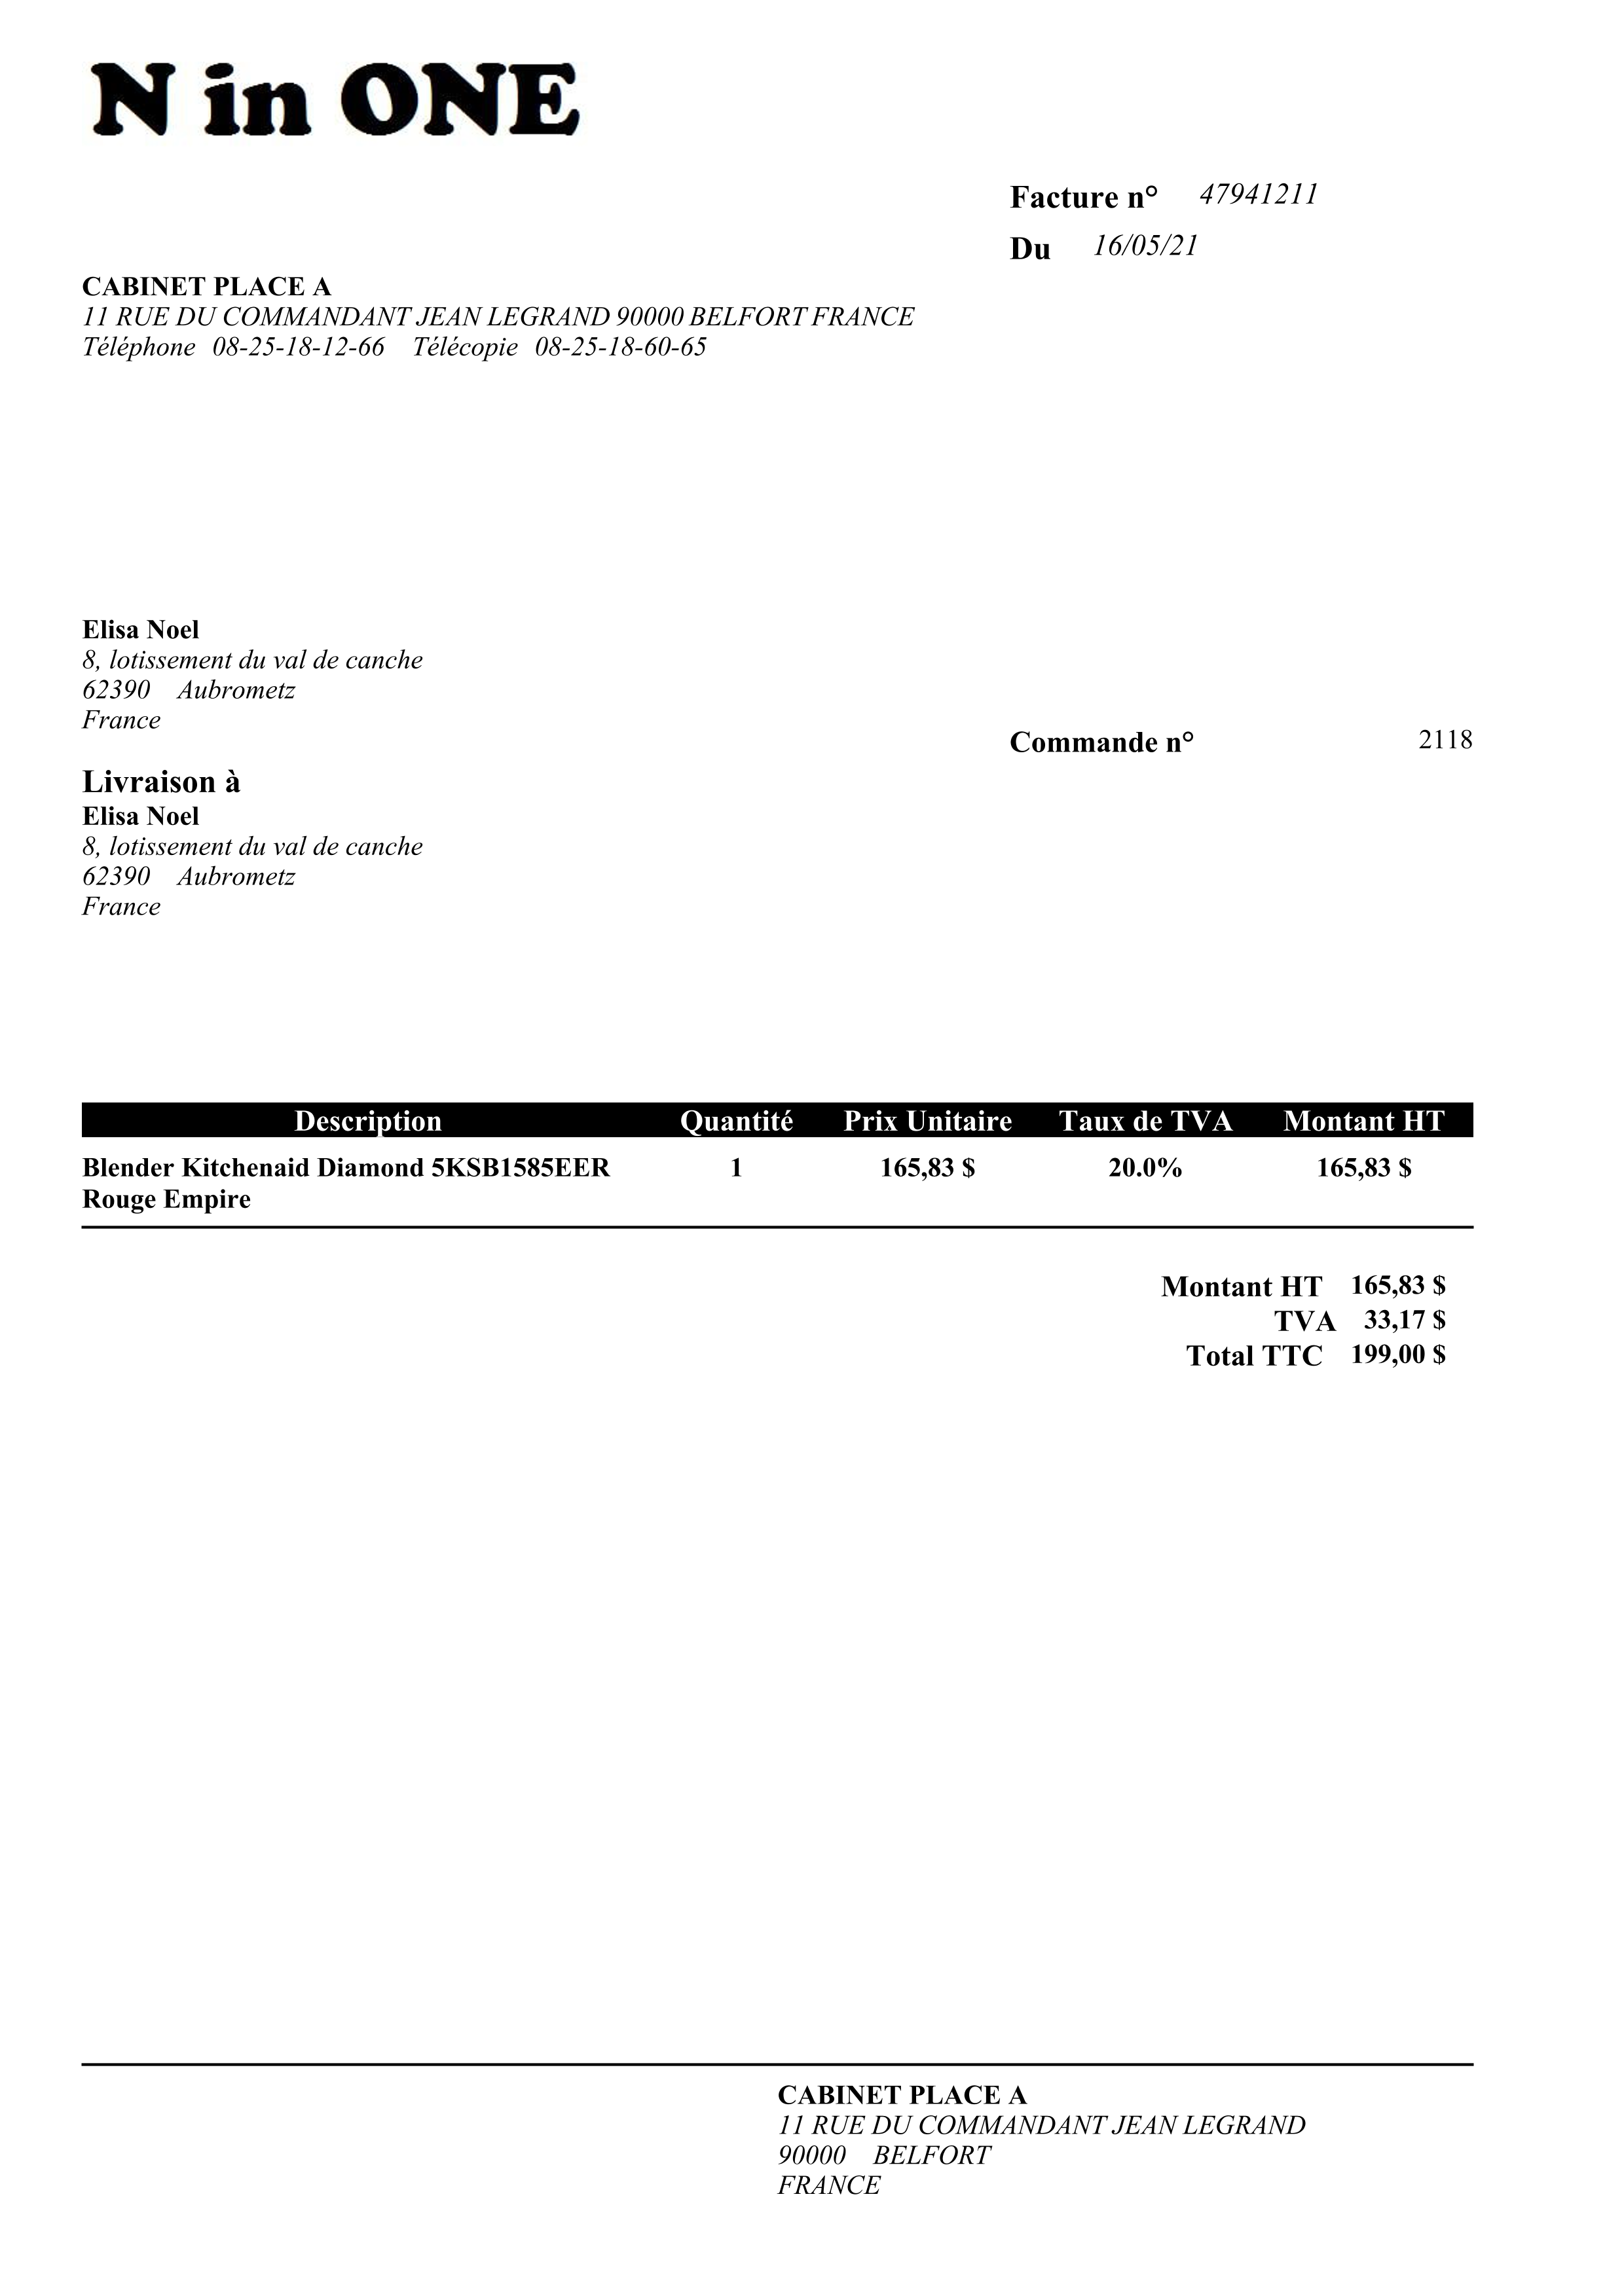 N in ONE
Facture n° 47941211
Du 16/05/21
CABINET PLACE A
11 RUE DU COMMANDANT JEAN LEGRAND 90000 BELFORT FRANCE
Téléphone 08-25-18-12-66 Télécopie 08-25-18-60-65
Elisa Noel
8, lotissement du val de canche
62390 Aubrometz
France
Commande n° 2118
Livraison à
Elisa Noel
8, lotissement du val de canche
62390 Aubrometz
France
Description Quantité Prix Unitaire Taux de TVA Montant HT
Blender Kitchenaid Diamond 5KSB1585EER 1 165,83 $ 20.0% 165,83 $
Rouge Empire
Montant HT 165,83 $
TVA 33,17 $
Total TTC 199,00 $
CABINET PLACE A
11 RUE DU COMMANDANT JEAN LEGRAND
90000 BELFORT
FRANCE